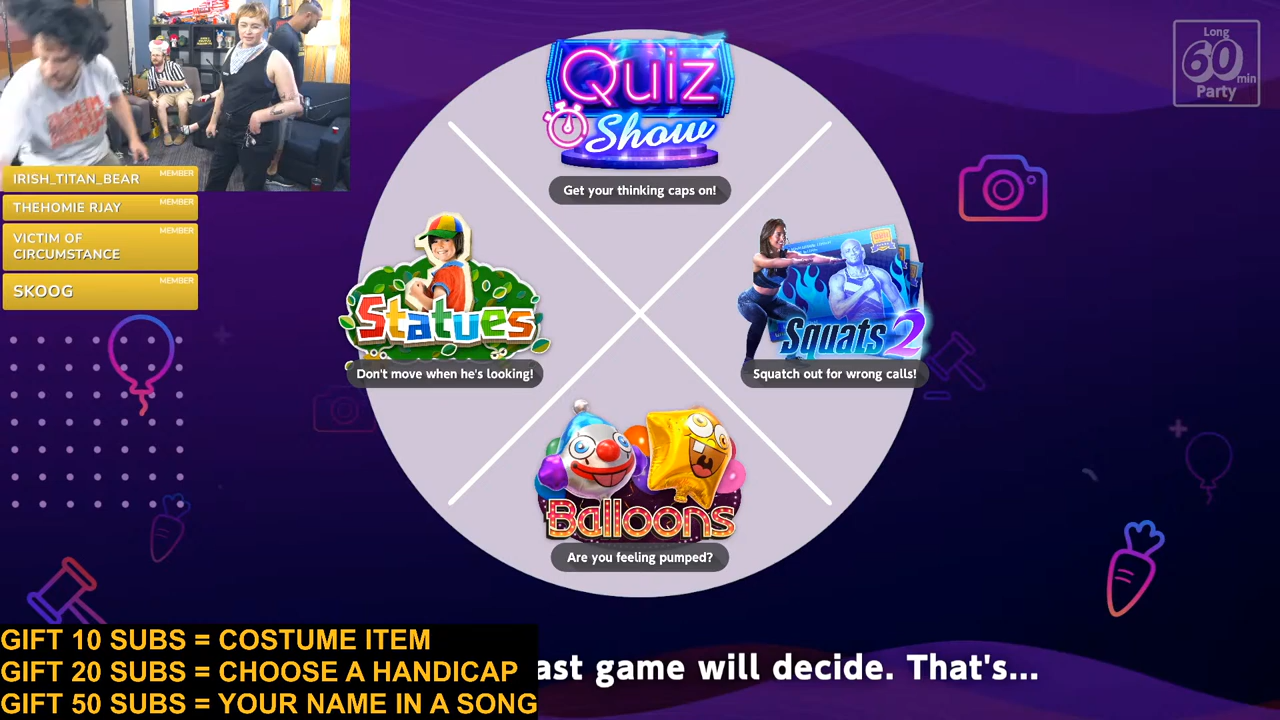 Long
60 min
Party
Quiz
Show
Get your thinking caps on!
IRISH_TITAN_BEAR
MEMBER
THEHOMIE RJAY
MEMBER
VICTIM OF
CIRCUMSTANCE
MEMBER
SKOOG
MEMBER
Statues
Don't move when he's looking!
Squats 2
Squatch out for wrong calls!
Balloons
Are you feeling pumped?
GIFT 10 SUBS = COSTUME ITEM
GIFT 20 SUBS = CHOOSE A HANDICAP
GIFT 50 SUBS = YOUR NAME IN A SONG
ast game will decide. That's...